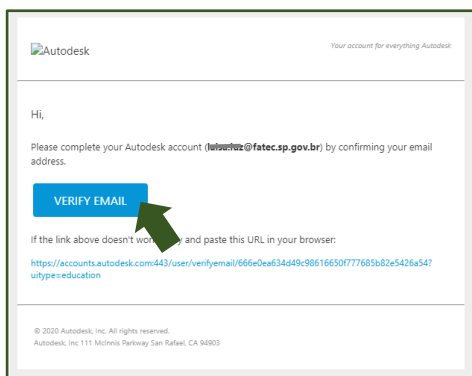 Autodesk
Your account for everything Autodesk
Hi,
Please complete your Autodesk account (@fatec.sp.gov.br) by confirming your email
address.
VERIFY EMAIL
If the link above doesn't wor y and paste this URL in your browser:
https://accounts.autodesk.com:443/user/verifyemail/666e0ea634d49c98616650f777685b82e5426a54?
uitype=education
© 2020 Autodesk, Inc. All rights reserved.
Autodesk, Inc 111 McInnis Parkway San Rafael, CA 94903